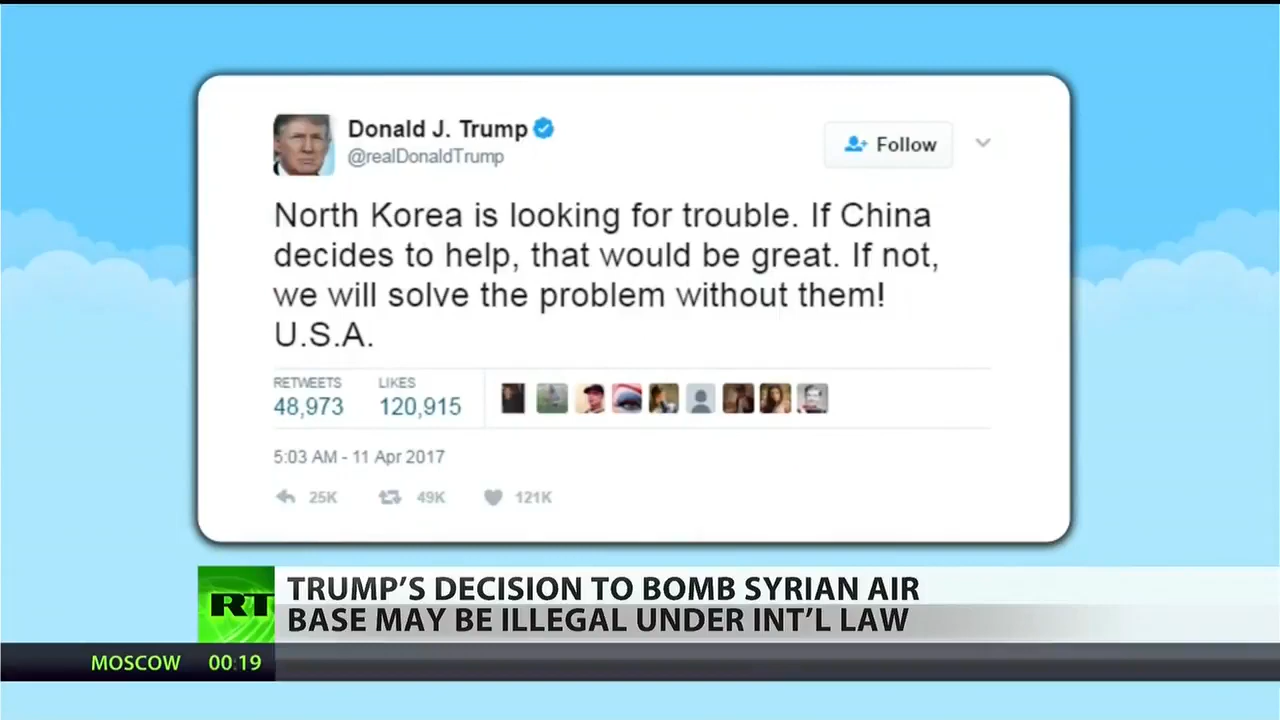 Donald J. Trump
@realDonaldTrump
Follow
North Korea is looking for trouble. If China
decides to help, that would be great. If not,
we will solve the problem without them!
U.S.A.
RETWEETS LIKES
48,973 120,915
5:03 AM - 11 Apr 2017
25K 49K 121K
RT
TRUMP'S DECISION TO BOMB SYRIAN AIR
BASE MAY BE ILLEGAL UNDER INT'L LAW
MOSCOW 00:19